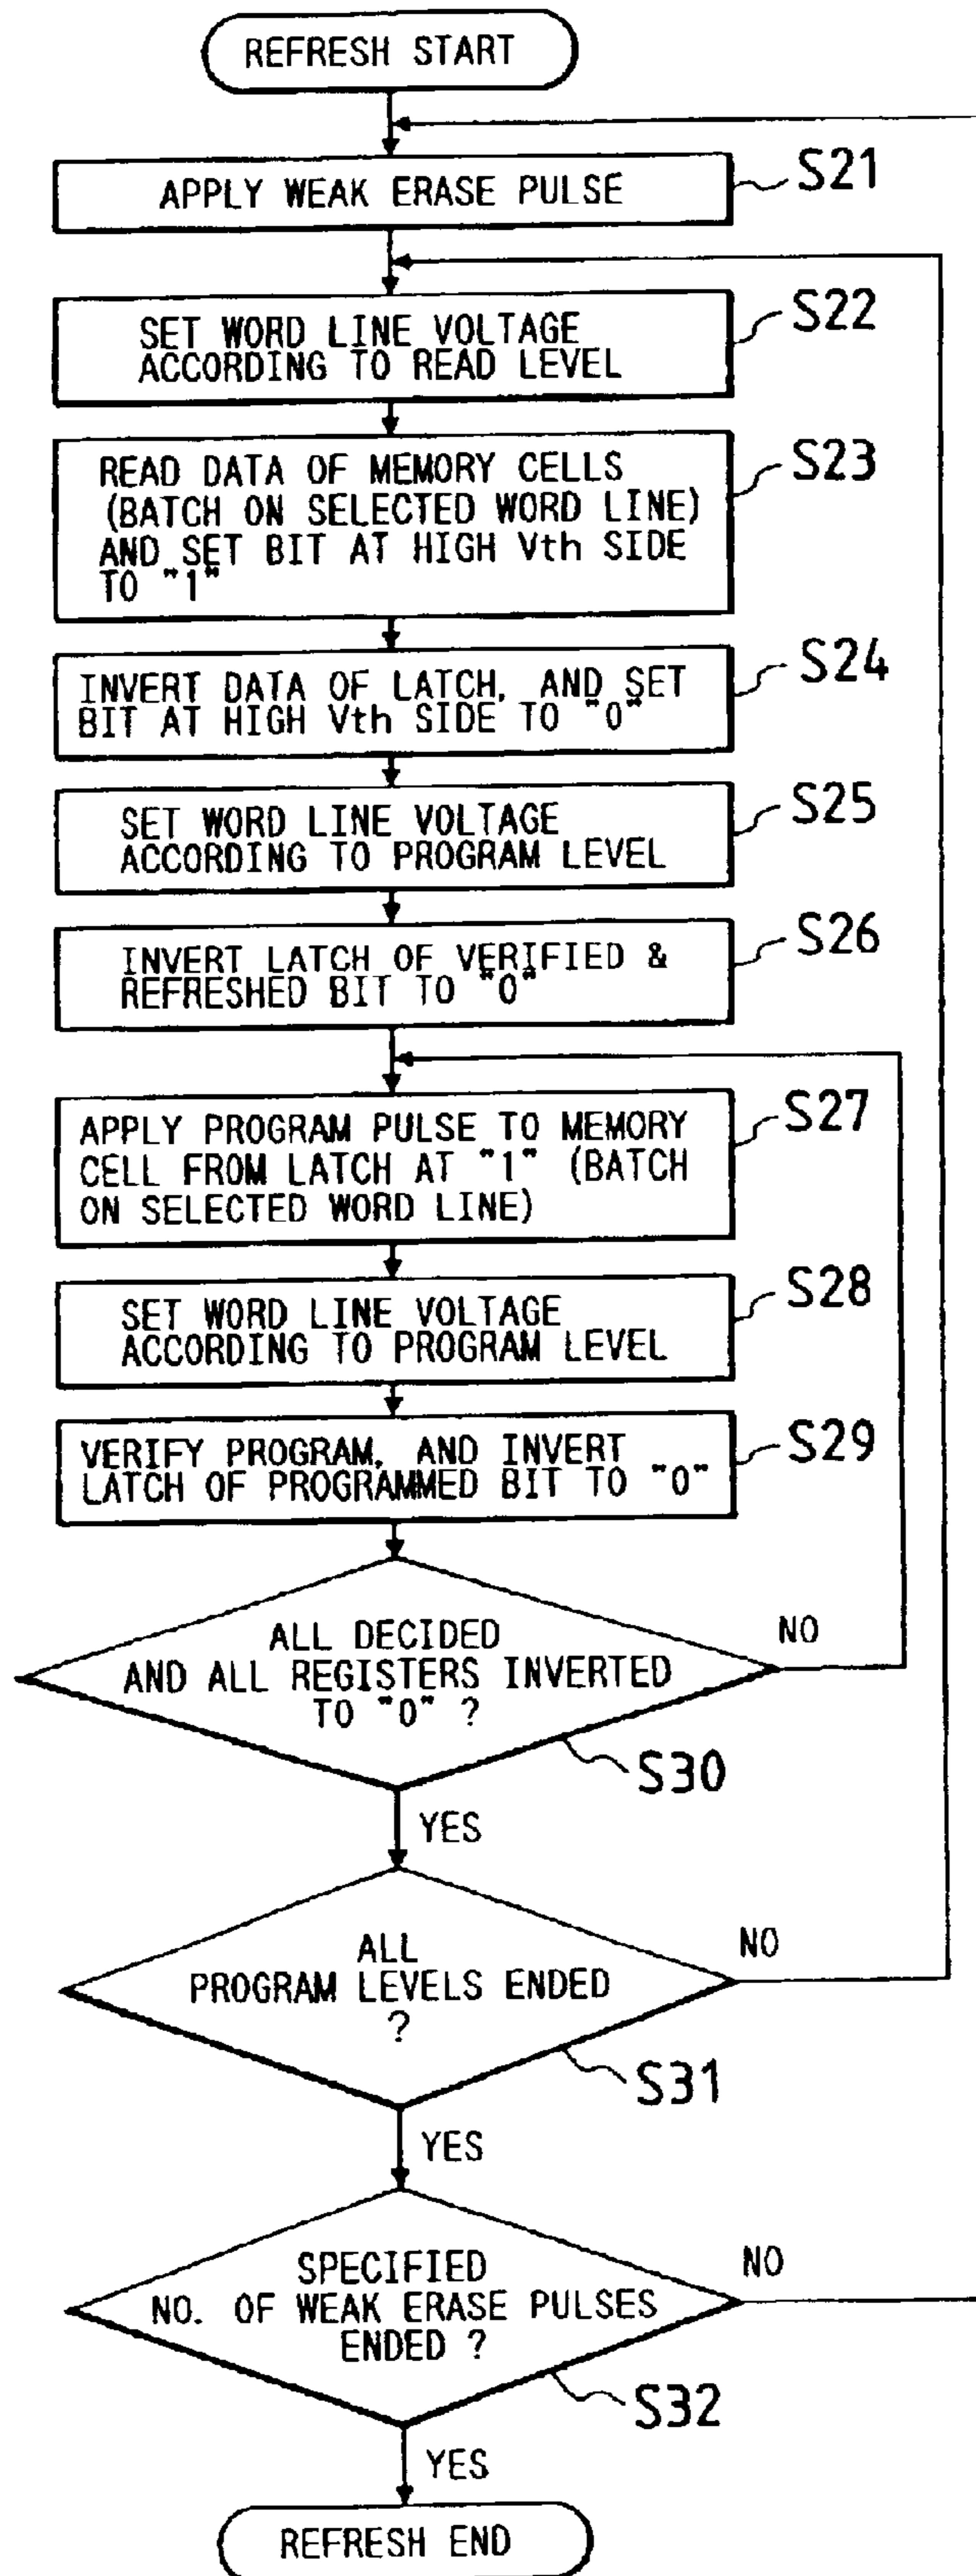 REFRESH START
APPLY WEAK ERASE PULSE
S21
SET WORD LINE VOLTAGE
ACCORDING TO READ LEVEL
S22
READ DATA OF MEMORY CELLS
(BATCH ON SELECTED WORD LINE)
AND SET BIT AT HIGH Vth SIDE
TO "1"
S23
INVERT DATA OF LATCH, AND SET
BIT AT HIGH Vth SIDE TO "0"
S24
SET WORD LINE VOLTAGE
ACCORDING TO PROGRAM LEVEL
S25
INVERT LATCH OF VERIFIED &
REFRESHED BIT TO "0"
S26
APPLY PROGRAM PULSE TO MEMORY
CELL FROM LATCH AT "1" (BATCH
ON SELECTED WORD LINE)
S27
SET WORD LINE VOLTAGE
ACCORDING TO PROGRAM LEVEL
S28
VERIFY PROGRAM, AND INVERT
LATCH OF PROGRAMMED BIT TO "0"
S29
ALL DECIDED
AND ALL REGISTERS INVERTED
TO "0" ?
NO
S30
YES
ALL
PROGRAM LEVELS ENDED
?
NO
S31
YES
SPECIFIED
NO. OF WEAK ERASE PULSES
ENDED ?
NO
S32
YES
REFRESH END